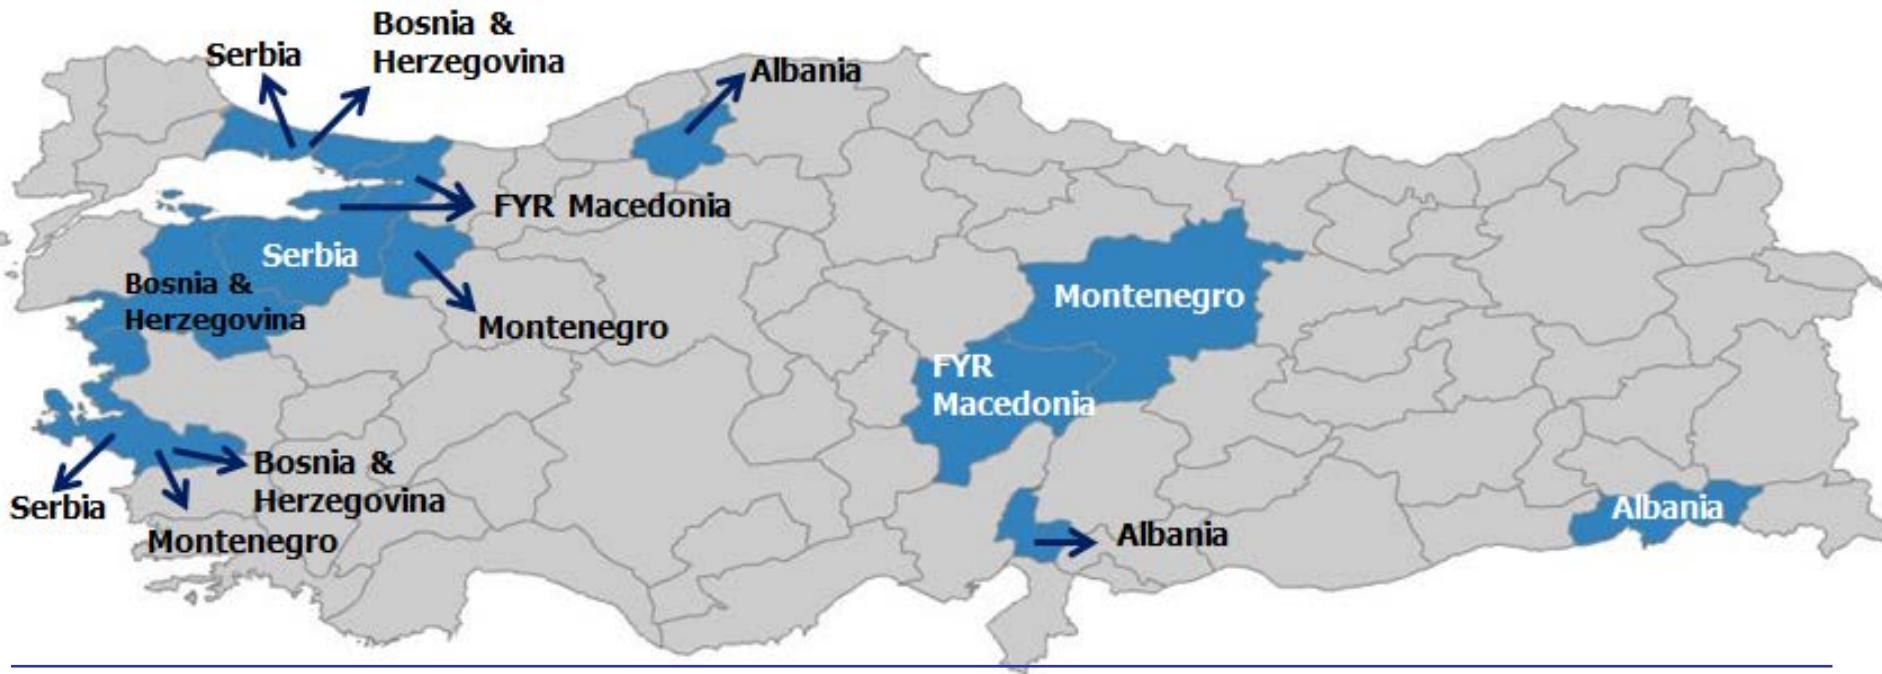 Bosnia &
Herzegovina
Serbia
Albania
FYR Macedonia
Serbia
Bosnia &
Herzegovina
Montenegro
Montenegro
FYR
Macedonia
Bosnia &
Herzegovina
Serbia
Montenegro
Albania
Albania